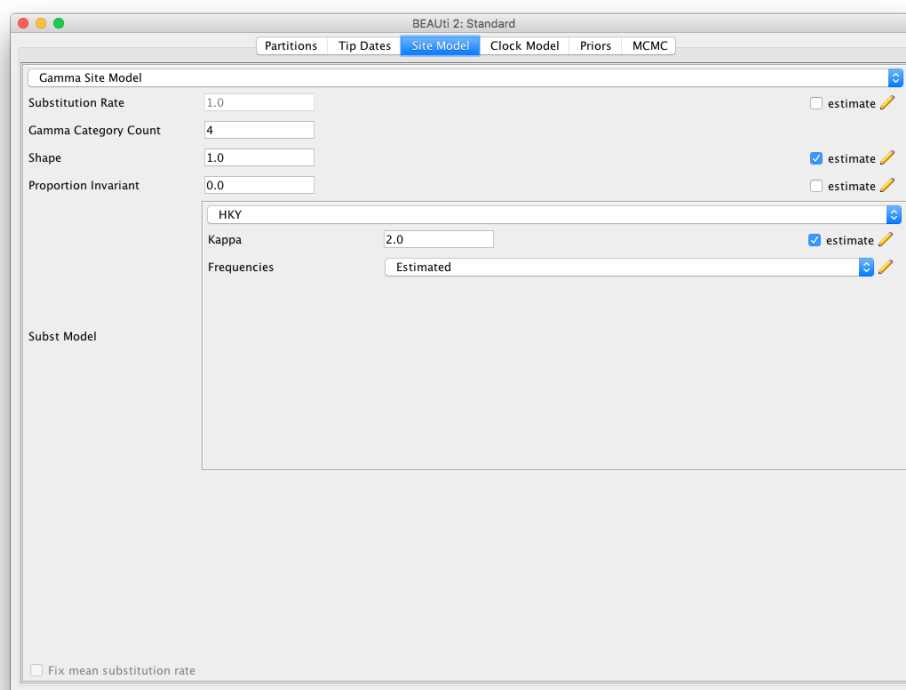 BEAUti 2: Standard
Partitions Tip Dates Site Model Clock Model Priors MCMC
Gamma Site Model
Substitution Rate 1.0 estimate
Gamma Category Count 4
Shape 1.0 estimate
Proportion Invariant 0.0 estimate
HKY
Kappa 2.0 estimate
Frequencies Estimated
Subst Model
Fix mean substitution rate